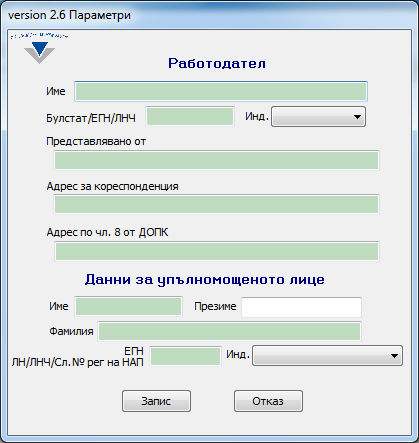 version 2.6 Параметри
Работодател
Име
Булстат/ЕГН/ЛНЧ Инд.
Представлявано от
Адрес за кореспонденция
Адрес по чл. 8 от ДОПК
Данни за упълномощеното лице
Име Презиме
Фамилия
ЕГН
ЛН/ЛНЧ/Сл.№ рег на НАП Инд.
Запис Отказ